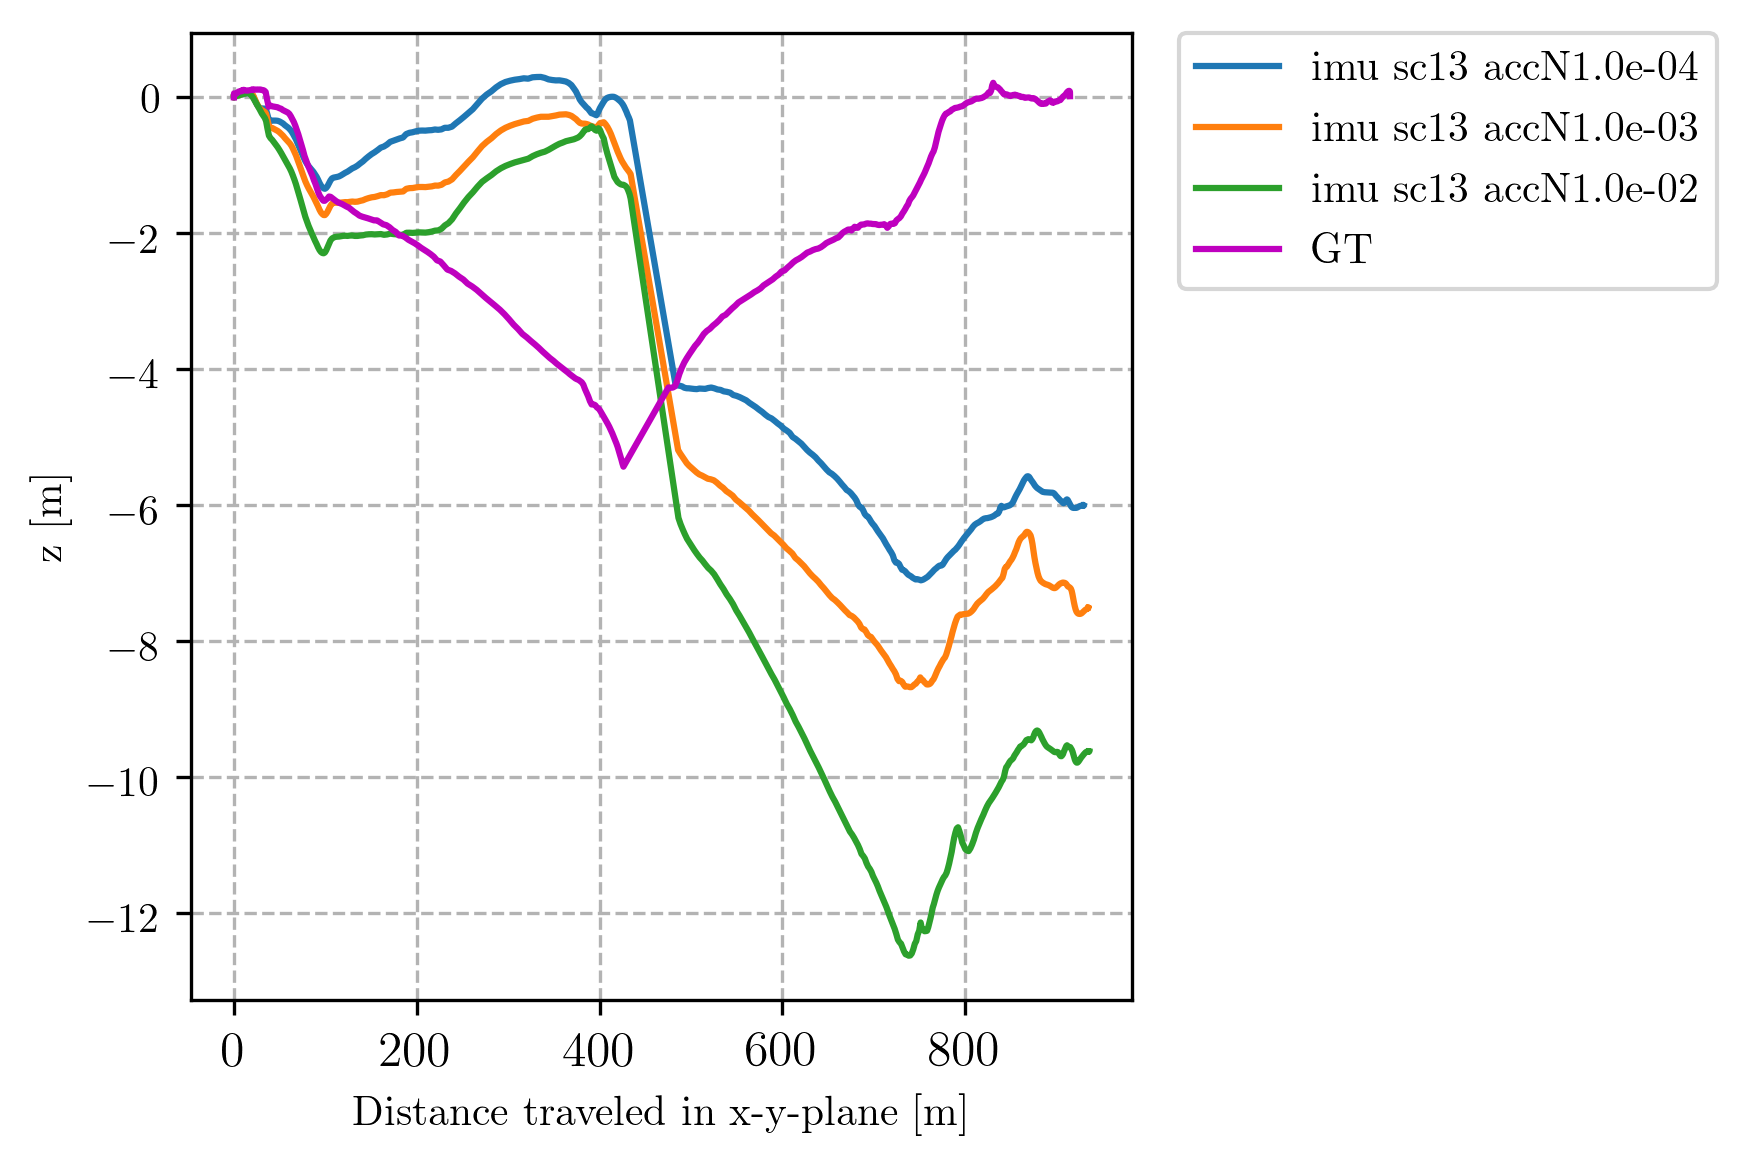 imu sc13 accN1.0e-04
imu sc13 accN1.0e-03
imu sc13 accN1.0e-02
GT
0
−2
−4
−6
−8
−10
−12
z [m]
0 200 400 600 800
Distance traveled in x-y-plane [m]